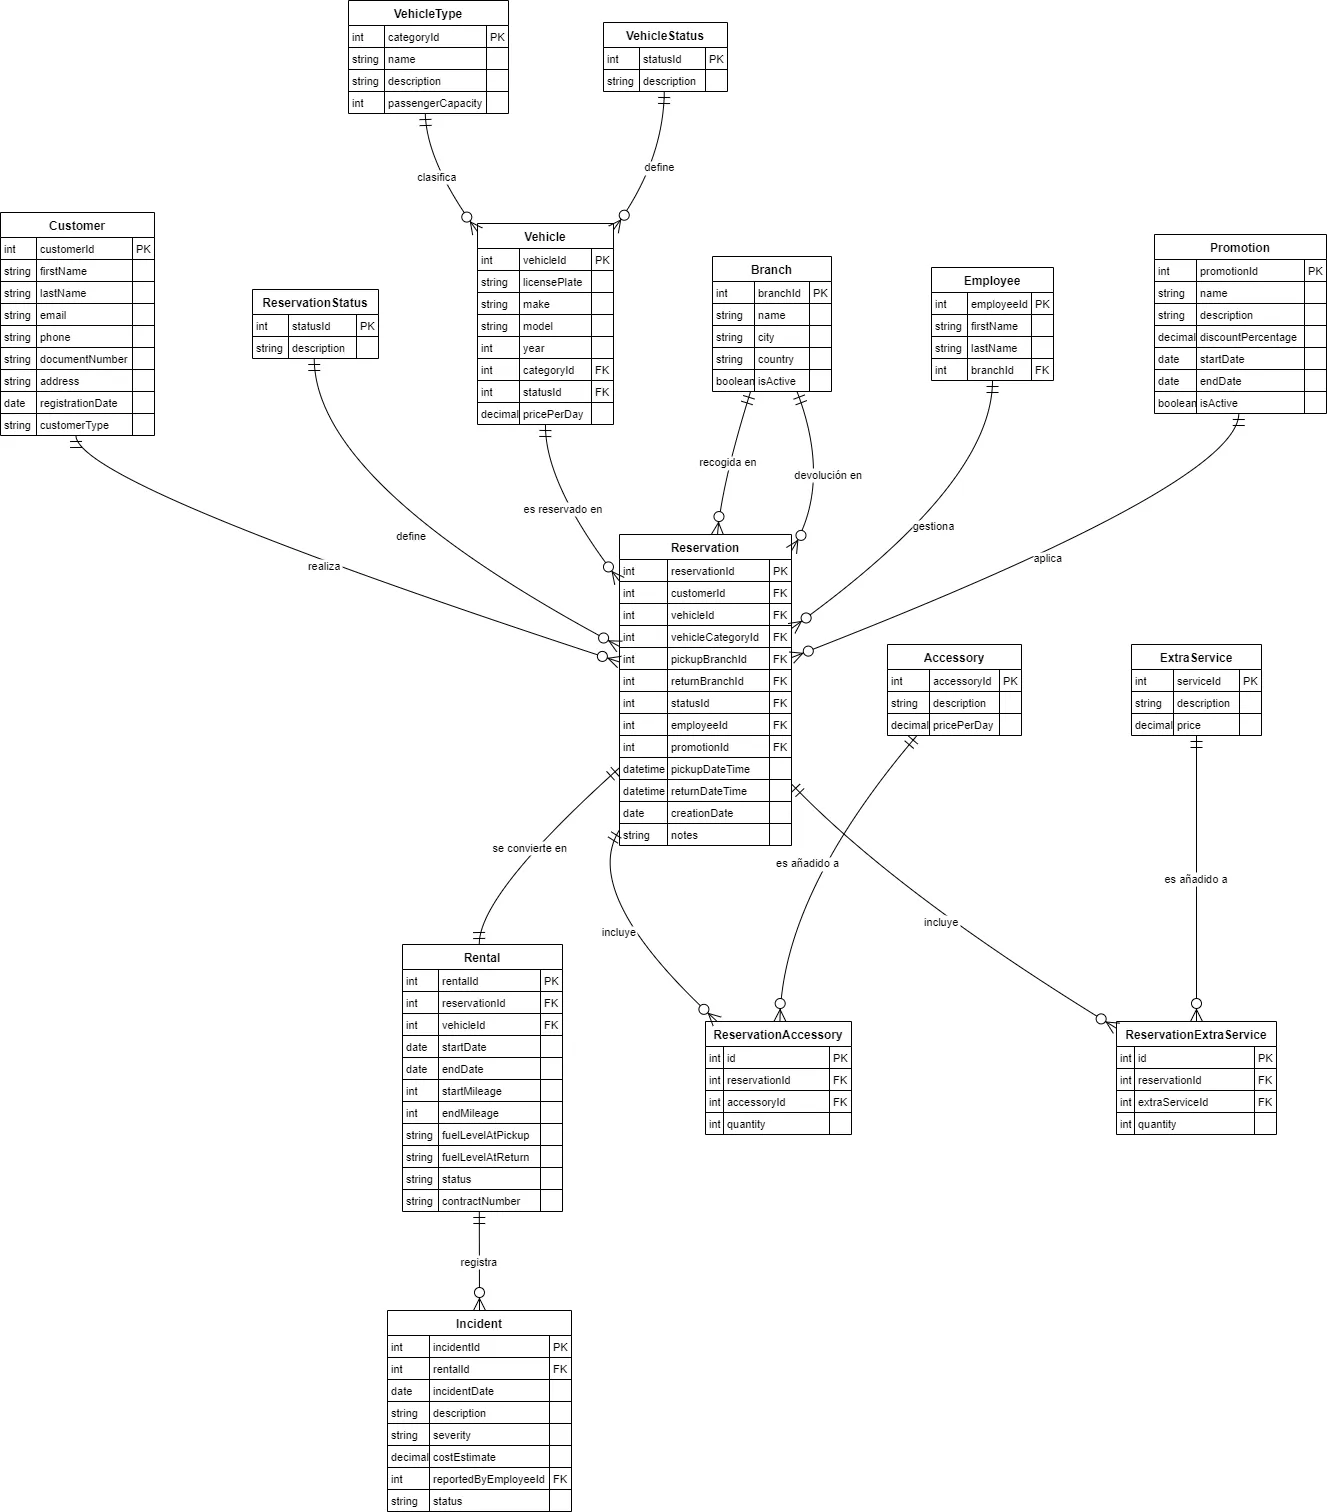 VehicleType
int categoryId PK
string name
string description
int passengerCapacity
VehicleStatus
int statusId PK
string description
clasifica
define
Customer
int customerId PK
string firstName
string lastName
string email
string phone
string documentNumber
string address
date registrationDate
string customerType
ReservationStatus
int statusId PK
string description
Vehicle
int vehicleId PK
string licensePlate
string make
string model
int year
int categoryId FK
int statusId FK
decimal pricePerDay
Branch
int branchId PK
string name
string city
string country
boolean isActive
Employee
int employeeId PK
string firstName
string lastName
int branchId FK
Promotion
int promotionId PK
string name
string description
decimal discountPercentage
date startDate
date endDate
boolean isActive
realiza
define
es reservado en
recogida en
devolución en
gestiona
aplica
Reservation
int reservationId PK
int customerId FK
int vehicleId FK
int vehicleCategoryId FK
int pickupBranchId FK
int returnBranchId FK
int statusId FK
int employeeId FK
int promotionId FK
datetime pickupDateTime
datetime returnDateTime
date creationDate
string notes
Accessory
int accessoryId PK
string description
decimal pricePerDay
ExtraService
int serviceId PK
string description
decimal price
se convierte en
incluye
es añadido a
incluye
es añadido a
Rental
int rentalId PK
int reservationId FK
int vehicleId FK
date startDate
date endDate
int startMileage
int endMileage
string fuelLevelAtPickup
string fuelLevelAtReturn
string status
string contractNumber
ReservationAccessory
int id PK
int reservationId FK
int accessoryId FK
int quantity
ReservationExtraService
int id PK
int reservationId FK
int extraServiceId FK
int quantity
registra
Incident
int incidentId PK
int rentalId FK
date incidentDate
string description
string severity
decimal costEstimate
int reportedByEmployeeId FK
string status